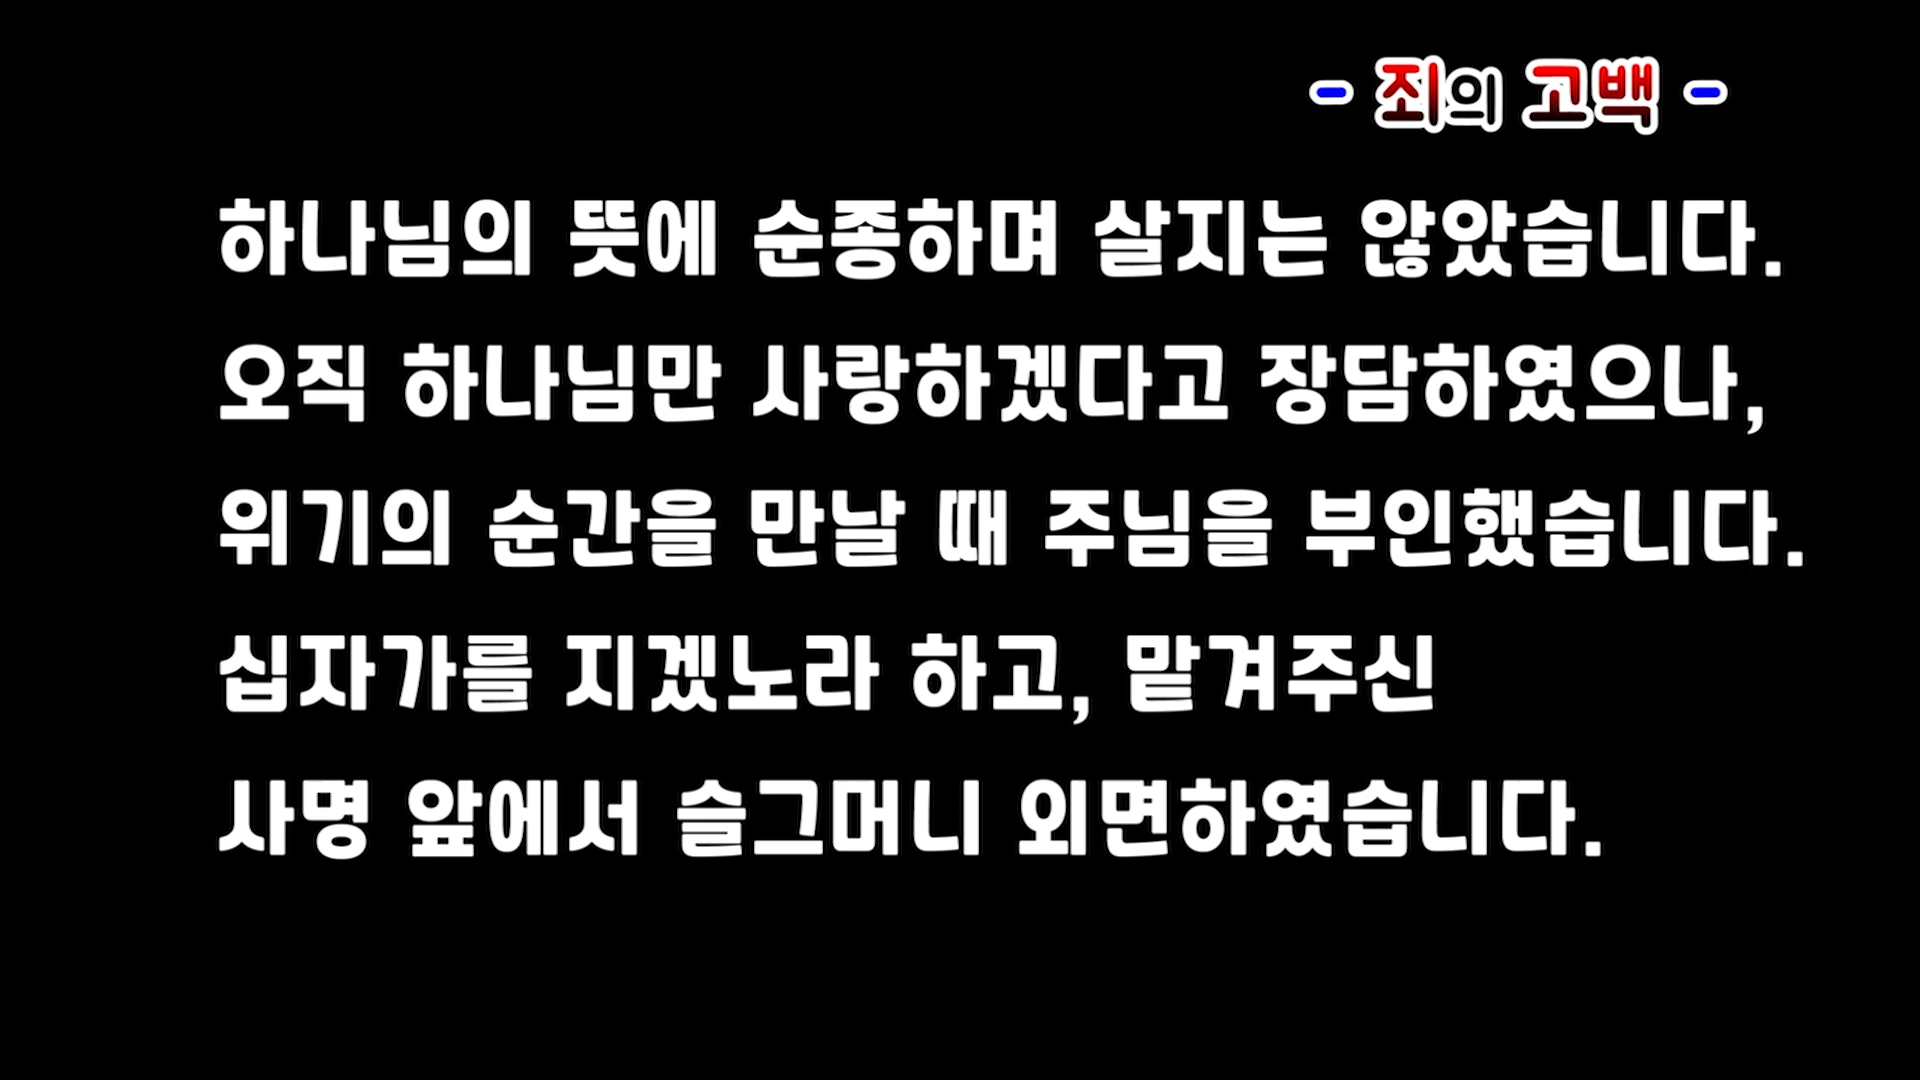 - 죄의 고백 -
하나님의 뜻에 순종하며 살지는 않았습니다.
오직 하나님만 사랑하겠다고 장담하였으나,
위기의 순간을 만날 때 주님을 부인했습니다.
십자가를 지겠노라 하고, 맡겨주신
사명 앞에서 슬그머니 외면하였습니다.